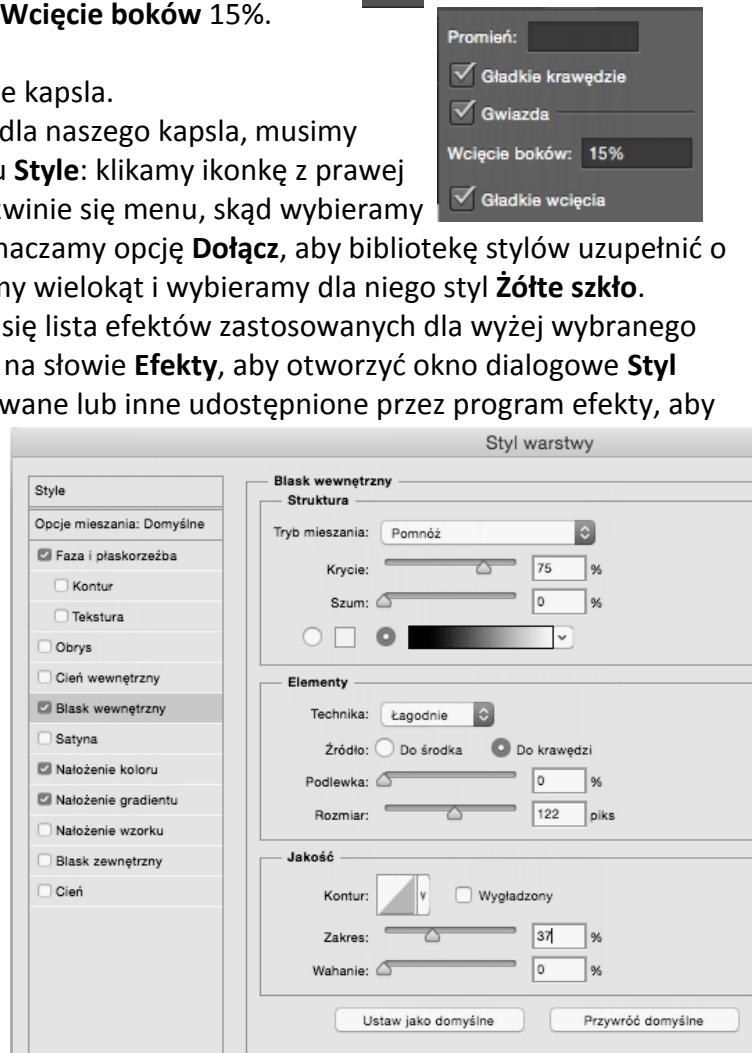 Wcięcie boków 15%.
Promień:
Gładkie krawędzie
e kapsla.
Gwiazda
dla naszego kapsla, musimy
Wcięcie boków: 15%
u Style: klikamy ikonkę z prawej
Gładkie wcięcia
zwinie się menu, skąd wybieramy
naczamy opcję Dołącz, aby bibliotekę stylów uzupełnić o
ny wielokąt i wybieramy dla niego styl Żółte szkło.
się lista efektów zastosowanych dla wyżej wybranego
na słowie Efekty, aby otworzyć okno dialogowe Styl
wane lub inne udostępnione przez program efekty, aby
Styl warstwy
Style
Opcje mieszania: Domyślne
Faza i płaskorzeźba
Kontur
Tekstura
Obrys
Cień wewnętrzny
Blask wewnętrzny
Satyna
Nałożenie koloru
Nałożenie gradientu
Nałożenie wzorku
Blask zewnętrzny
Cień
Blask wewnętrzny
Struktura
Tryb mieszania: Pomnóż
Krycie: 75 %
Szum: 0 %
Elementy
Technika: Łagodnie
Źródło: Do środka Do krawędzi
Podlewka: 0 %
Rozmiar: 122 piks
Jakość
Kontur: Wygładzony
Zakres: 37 %
Wahanie: 0 %
Ustaw jako domyślne Przywróć domyślne